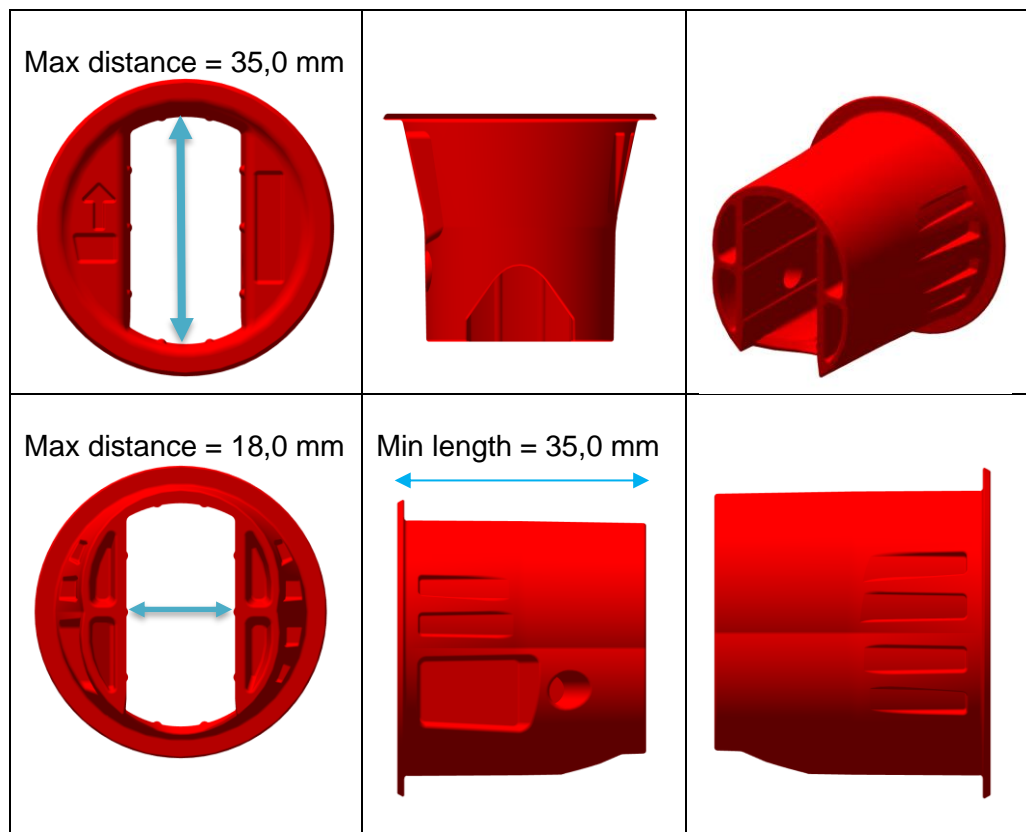 Max distance = 35,0 mm
Max distance = 18,0 mm
Min length = 35,0 mm